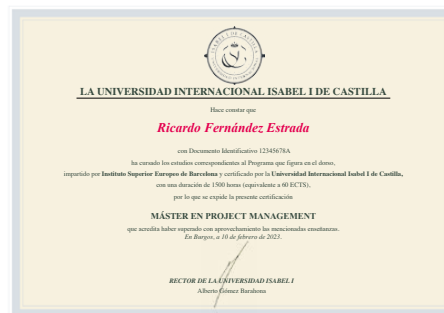 LA UNIVERSIDAD INTERNACIONAL ISABEL I DE CASTILLA
Hace constar que
Ricardo Fernández Estrada
con Documento Identificativo 12345678A
ha cursado los estudios correspondientes al Programa que figura en el dorso,
impartido por Instituto Superior Europeo de Barcelona y certificado por la Universidad Internacional Isabel I de Castilla,
con una duración de 1500 horas (equivalente a 60 ECTS),
por lo que se expide la presente certificación
MÁSTER EN PROJECT MANAGEMENT
que acredita haber superado con aprovechamiento las mencionadas enseñanzas.
En Burgos, a 10 de febrero de 2023.
RECTOR DE LA UNIVERSIDAD ISABEL I
Alberto Gómez Barahona